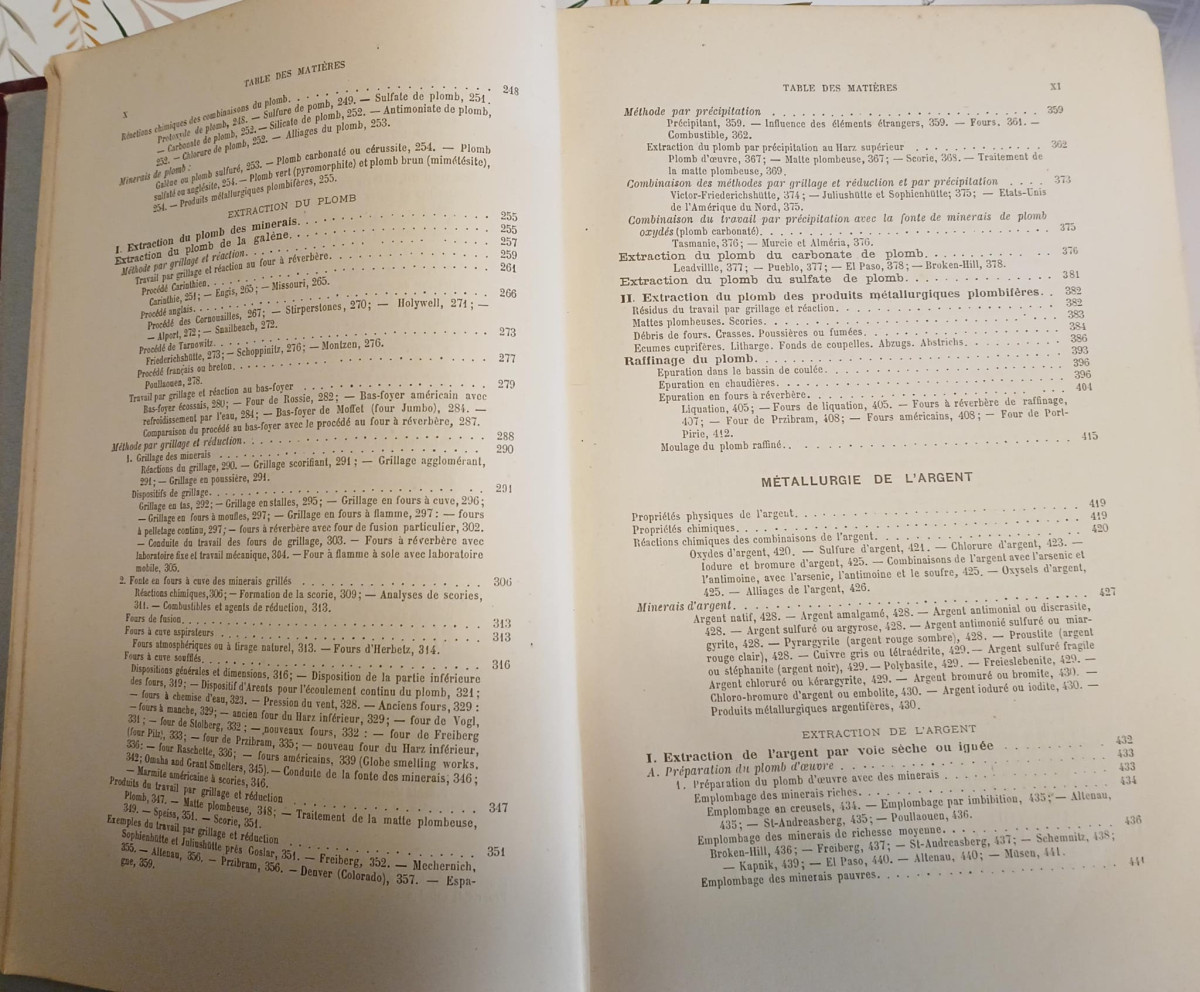 TABLE DES MATIÈRES
X
Réactions chimiques des combinaisons du plomb. 248
Protoxyde de plomb, 248. — Sulfure de pomb, 249. — Sulfate de plomb, 251.
— Carbonate de plomb, 252. — Silicate de plomb, 252. — Antimoniate de plomb,
252. — Chlorure de plomb, 252. — Alliages du plomb, 253.
Minerais de plomb :
Galène ou plomb sulfuré, 253. — Plomb carbonaté ou cérussite, 254. — Plomb
sulfaté ou anglésite, 254. — Plomb vert (pyromorphite) et plomb brun (mimétésite),
254. — Produits métallurgiques plombifères, 255.
EXTRACTION DU PLOMB
I. Extraction du plomb des minerais. 255
Extraction du plomb de la galène. 255
Méthode par grillage et réaction. 257
Travail par grillage et réaction au four à réverbère. 259
Procédé Carinthien. 261
Carinthie, 251; — Engis, 265; — Missouri, 265.
Procédé anglais. 266
Procédé des Cornouailles, 267; — Stirperstones, 270; — Holywell, 271; —
— Alport, 272; — Snailbeach, 272.
Procédé de Tarnowitz. 273
Friederichshütte, 273; — Schoppinitz, 276; — Montzen, 276.
Procédé français ou breton. 277
Poullaouen, 278.
Travail par grillage et réaction au bas-foyer 279
Bas-foyer écossais, 280; — Four de Rossie, 282; — Bas-foyer américain avec
refroidissement par l'eau, 284; — Bas-foyer de Moffet (four Jumbo), 284. —
Comparaison du procédé au bas-foyer avec le procédé au four à réverbère, 287.
Méthode par grillage et réduction. 288
1. Grillage des minerais 290
Réactions du grillage, 290. — Grillage scorifiant, 291; — Grillage agglomérant,
291; — Grillage en poussière, 291.
Dispositifs de grillage. 291
Grillage en tas, 292; — Grillage en stalles, 295; — Grillage en fours à cuve, 296;
— Grillage en fours à moufles, 297; — Grillage en fours à flamme, 297: — fours
à pelletage continu, 297; — fours à réverbère avec four de fusion particulier, 302.
— Conduite du travail des fours de grillage, 303. — Fours à réverbère avec
laboratoire fixe et travail mécanique, 304. — Four à flamme à sole avec laboratoire
mobile, 305.
2. Fonte en fours à cuve des minerais grillés 306
Réactions chimiques, 306; — Formation de la scorie, 309; — Analyses de scories,
311. — Combustibles et agents de réduction, 313.
Fours de fusion. 313
Fours à cuve aspirateurs 313
Fours atmosphériques ou à tirage naturel, 313. — Fours d'Herbetz, 314.
Fours à cuve soufflés. 316
Dispositions générales et dimensions, 316; — Disposition de la partie inférieure
des fours, 319; — Dispositif d'Arents pour l'écoulement continu du plomb, 321;
— fours à chemise d'eau, 323. — Pression du vent, 328. — Anciens fours, 329 :
— fours à manche, 329; — ancien four du Harz inférieur, 329; — four de Vogl,
331; — four de Stolberg, 332; — nouveaux fours, 332 : — four de Freiberg
(four Pilz), 333; — four de Przibram, 335; — nouveau four du Harz inférieur,
336; — four Raschette, 336; — fours américains, 339 (Globe smelting works,
342; Omaha and Grant Smelters, 345). — Conduite de la fonte des minerais, 346;
— Marmite américaine à scories, 346.
Produits du travail par grillage et réduction 347
Plomb, 347. — Matte plombeuse, 348; — Traitement de la matte plombeuse,
349. — Speiss, 351. — Scorie, 351.
Exemples du travail par grillage et réduction 351
Sophienhütte et Juliushütte près Goslar, 351. — Freiberg, 352. — Mechernich,
355. — Altenau, 356. — Przibram, 356. — Denver (Colorado), 357. — Espa-
gne, 359.
TABLE DES MATIÈRES XI
Méthode par précipitation 359
Précipitant, 359. — Influence des éléments étrangers, 359. — Fours, 361. —
Combustible, 362.
Extraction du plomb par précipitation au Harz supérieur 362
Plomb d'œuvre, 367; — Matte plombeuse, 367; — Scorie, 368. — Traitement de
la matte plombeuse, 369.
Combinaison des méthodes par grillage et réduction et par précipitation 373
Victor-Friederichshütte, 374; — Juliushütte et Sophienhütte; 375; — Etats-Unis
de l'Amérique du Nord, 375.
Combinaison du travail par précipitation avec la fonte de minerais de plomb
oxydés (plomb carbonaté). 375
Tasmanie, 376; — Murcie et Alméria, 376.
Extraction du plomb du carbonate de plomb. 376
Leadvillle, 377; — Pueblo, 377; — El Paso, 378; — Broken-Hill, 378.
Extraction du plomb du sulfate de plomb. 381
II. Extraction du plomb des produits métallurgiques plombifères. 382
Résidus du travail par grillage et réaction. 382
Mattes plombeuses. Scories. 383
Débris de fours. Crasses. Poussières ou fumées. 384
Ecumes cuprifères. Litharge. Fonds de coupelles. Abzugs. Abstrichs. 386
Raffinage du plomb. 393
Epuration dans le bassin de coulée 396
Epuration en chaudières. 396
Epuration en fours à réverbère. 404
Liquation, 405; — Fours de liquation, 405. — Fours à réverbère de raffinage,
407; — Four de Przibram, 408; — Fours américains, 408; — Four de Port-
Pirie, 412.
Moulage du plomb raffiné. 415
MÉTALLURGIE DE L'ARGENT
Propriétés physiques de l'argent. 419
Propriétés chimiques. 419
Réactions chimiques des combinaisons de l'argent. 420
Oxydes d'argent, 420. — Sulfure d'argent, 421. — Chlorure d'argent, 423. —
Iodure et bromure d'argent, 425. — Combinaisons de l'argent avec l'arsenic et
l'antimoine, avec l'arsenic, l'antimoine et le soufre, 425. — Oxysels d'argent,
425. — Alliages de l'argent, 426.
Minerais d'argent. 427
Argent natif, 428. — Argent amalgamé, 428. — Argent antimonial ou discrasite,
428. — Argent sulfuré ou argyrose, 428. — Argent antimonié sulfuré ou miar-
gyrite, 428. — Pyrargyrite (argent rouge sombre), 428. — Proustite (argent
rouge clair), 429. — Cuivre gris ou tétraédrite, 429. — Argent sulfuré fragile
ou stéphanite (argent noir), 429. — Polybasite, 429. — Freieslebenite, 429. —
Argent chloruré ou kérargyrite, 429. — Argent bromuré ou bromite, 430. —
Chloro-bromure d'argent ou embolite, 430. — Argent ioduré ou iodite, 430. —
Produits métallurgiques argentifères, 430.
EXTRACTION DE L'ARGENT
I. Extraction de l'argent par voie sèche ou ignée 432
A. Préparation du plomb d'œuvre 433
1. Préparation du plomb d'œuvre avec des minerais 433
Emplombage des minerais riches. 434
Emplombage en creusets, 434. — Emplombage par imbibition, 435; — Altenau,
435; — St-Andreasberg, 435; — Poullaouen, 436.
Emplombage des minerais de richesse moyenne. 436
Broken-Hill, 436; — Freiberg, 437; — St-Andreasberg, 437; — Schemnitz, 438;
— Kapnik, 439; — El Paso, 440. — Altenau, 440; — Müsen, 441.
Emplombage des minerais pauvres. 441